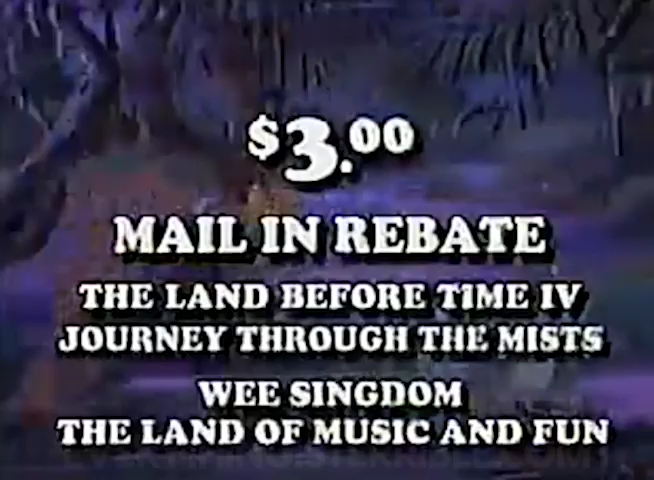 $3.00
MAIL IN REBATE
THE LAND BEFORE TIME IV
JOURNEY THROUGH THE MISTS
WEE SINGDOM
THE LAND OF MUSIC AND FUN